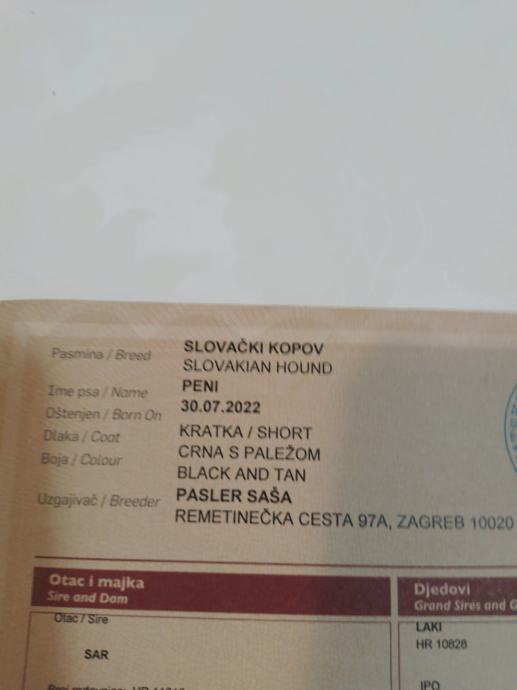 Pasmina / Breed SLOVAČKI KOPOV
SLOVAKIAN HOUND
Ime psa / Name PENI
Oštenjen / Born On 30.07.2022
Dlaka / Coat KRATKA / SHORT
Boja / Colour CRNA S PALEŽOM
BLACK AND TAN
Uzgajivač / Breeder PASLER SAŠA
REMETINEČKA CESTA 97A, ZAGREB 10020
Otac i majka
Sire and Dam
Djedovi
Grand Sires and G
Otac / Sire
SAR
LAKI
HR 10828
IPO